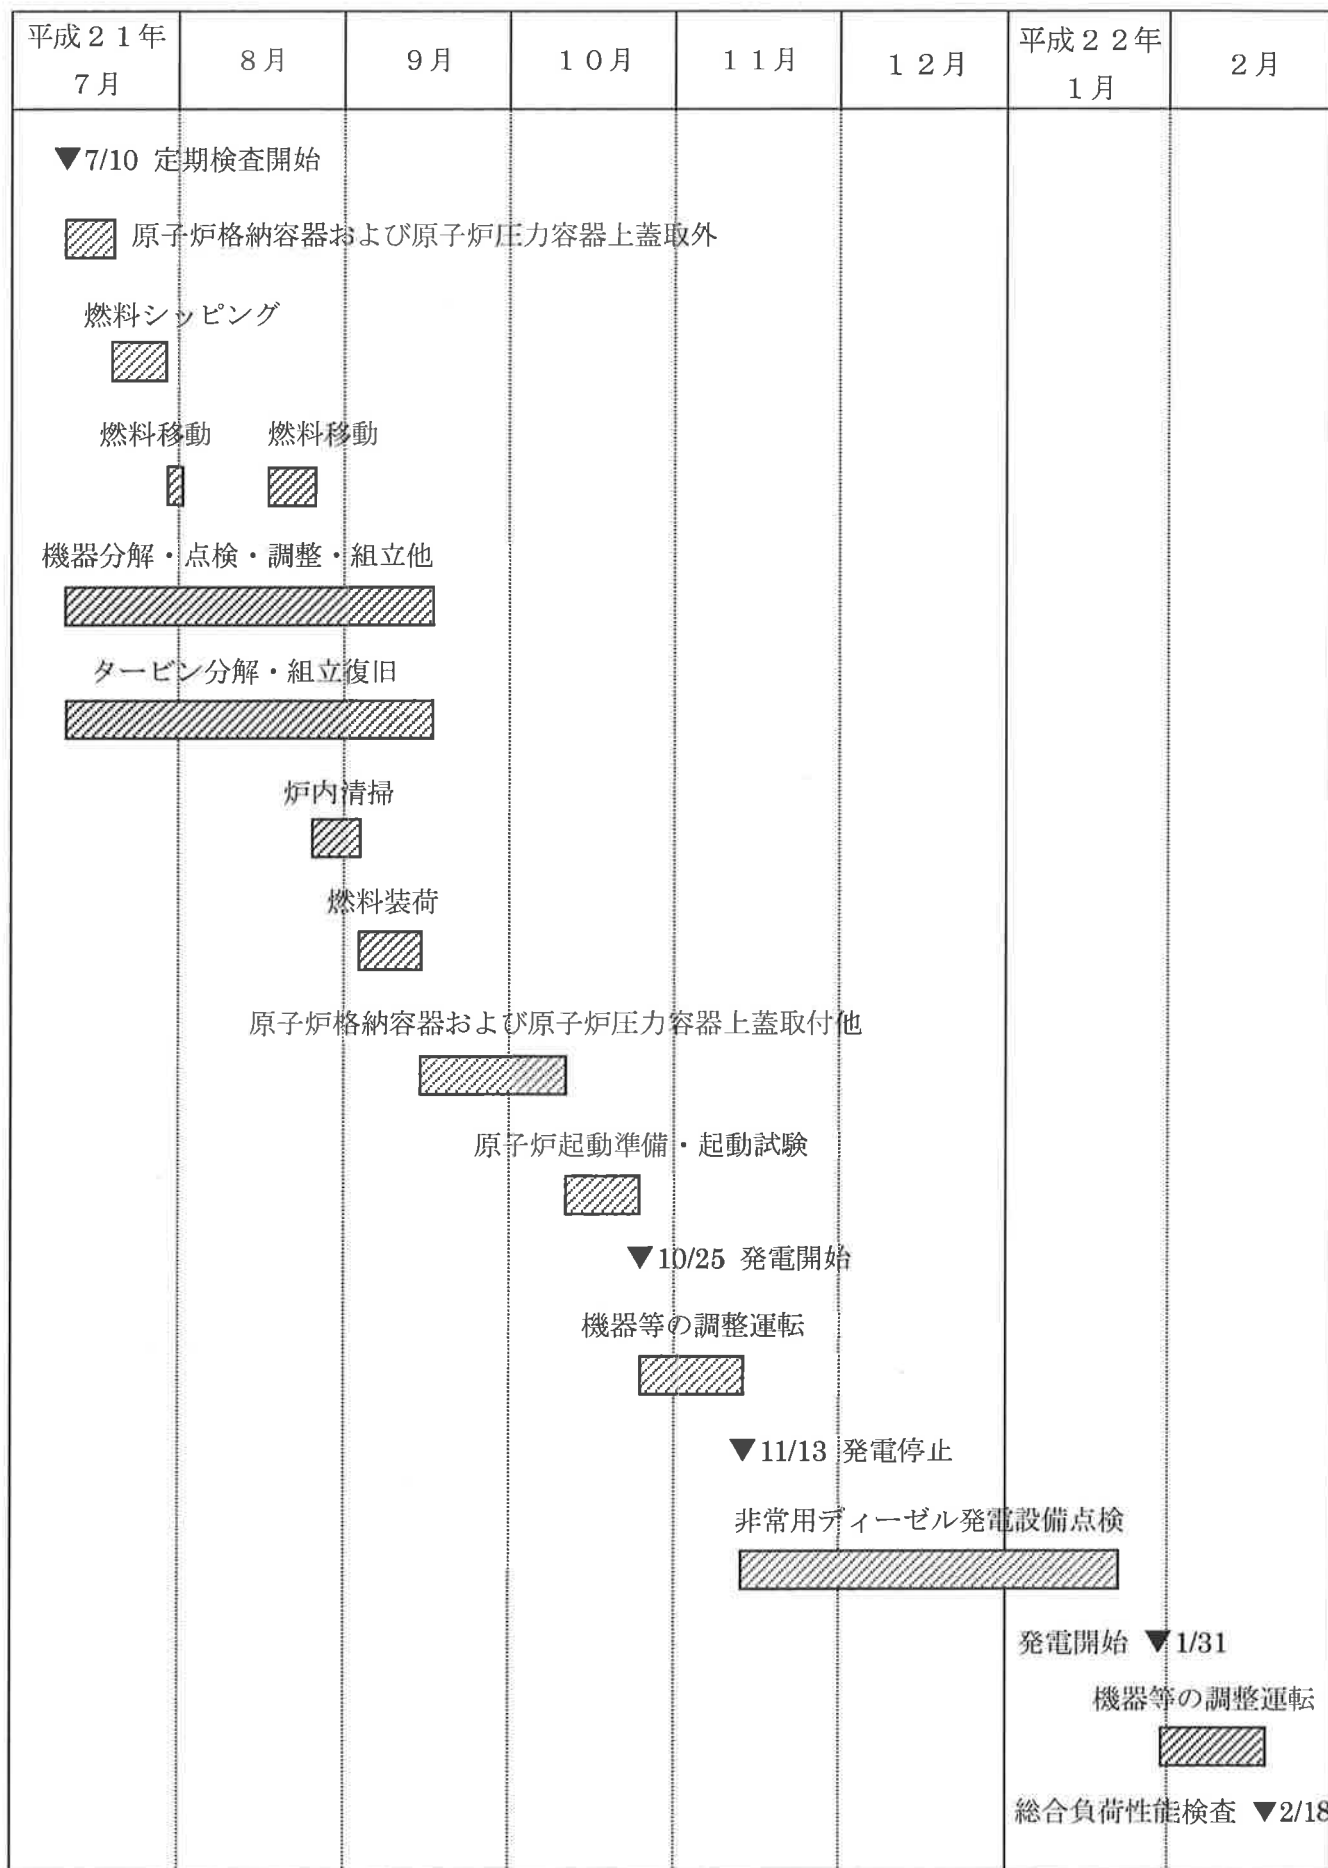 平成２１年
７月
８月
９月
１０月
１１月
１２月
平成２２年
１月
２月
▼7/10 定期検査開始
原子炉格納容器および原子炉圧力容器上蓋取外
燃料シッピング
燃料移動 燃料移動
機器分解・点検・調整・組立他
タービン分解・組立復旧
炉内清掃
燃料装荷
原子炉格納容器および原子炉圧力容器上蓋取付他
原子炉起動準備・起動試験
▼10/25 発電開始
機器等の調整運転
▼11/13 発電停止
非常用ディーゼル発電設備点検
発電開始 ▼1/31
機器等の調整運転
総合負荷性能検査 ▼2/18